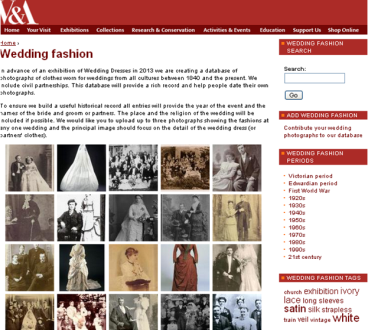 V&A
Home Your Visit Exhibitions Collections Research & Conservation Activities & Events Education Support Us Shop Online
Home ›
Wedding fashion
n advance of an exhibition of Wedding Dresses in 2013 we are creating a database of
photographs of clothes worn for weddings from all cultures between 1840 and the present. We
include civil partnerships. This database will provide a rich record and help people date their own
photographs.
To ensure we build a useful historical record all entries will provide the year of the event and the
names of the bride and groom or partners. The place and the religion of the wedding will be
included if possible. We would like you to upload up to three photographs showing the fashions at
any one wedding and the principal image should focus on the detail of the wedding dress (or
partners' clothes).
WEDDING FASHION
SEARCH
Search:
Go
ADD WEDDING FASHION
Contribute your wedding
photographs to our database
WEDDING FASHION
PERIODS
Victorian period
Edwardian period
First World War
1920s
1930s
1940s
1950s
1960s
1970s
1980s
1990s
21st century
WEDDING FASHION TAGS
church exhibition ivory
lace long sleeves
satin silk strapless
train veil vintage white